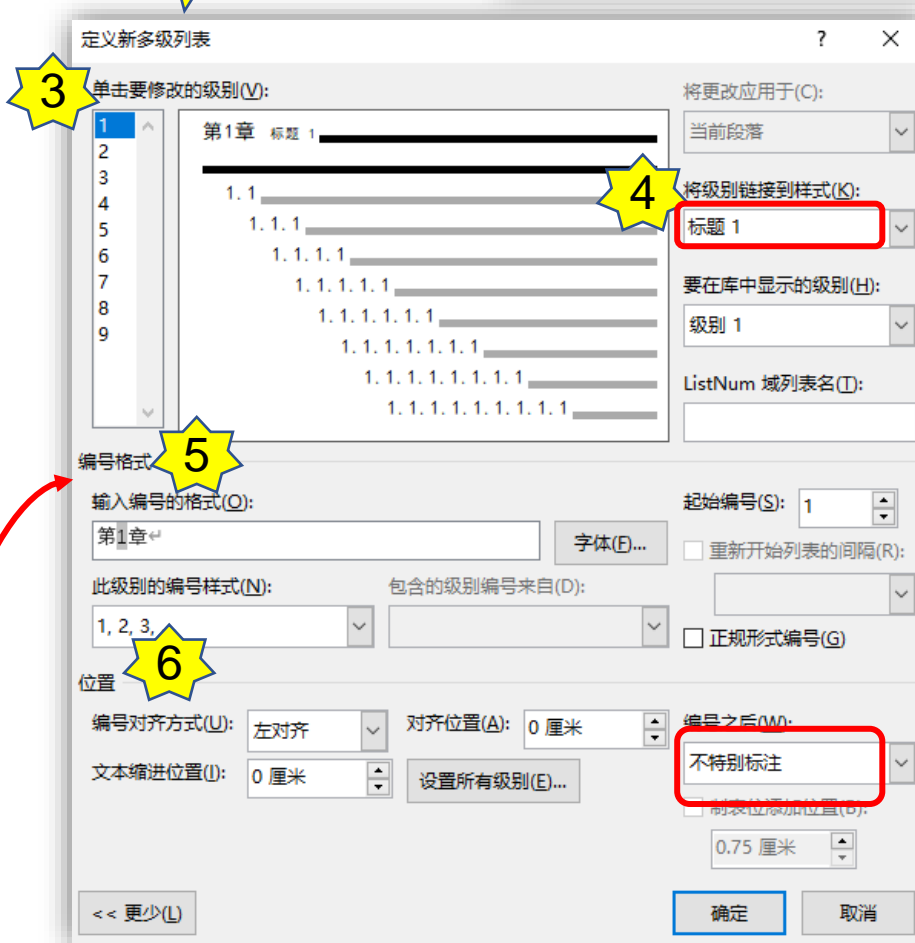 定义新多级列表 ? ×
3
单击要修改的级别(V):
将更改应用于(C):
1
2
3
4
5
6
7
8
9
第1章 标题 1
1.1
1.1.1
1.1.1.1
1.1.1.1.1
1.1.1.1.1.1
1.1.1.1.1.1.1
1.1.1.1.1.1.1.1
1.1.1.1.1.1.1.1.1
当前段落
4
将级别链接到样式(K):
标题 1
要在库中显示的级别(H):
级别 1
ListNum 域列表名(T):
编号格式
5
输入编号的格式(O):
第1章↵
字体(F)...
起始编号(S): 1
重新开始列表的间隔(R):
此级别的编号样式(N):
包含的级别编号来自(D):
1, 2, 3,
正规形式编号(G)
6
位置
编号对齐方式(U): 左对齐 对齐位置(A): 0 厘米
编号之后(W):
不特别标注
文本缩进位置(I): 0 厘米 设置所有级别(E)...
制表位添加位置(B):
0.75 厘米
<< 更少(L) 确定 取消